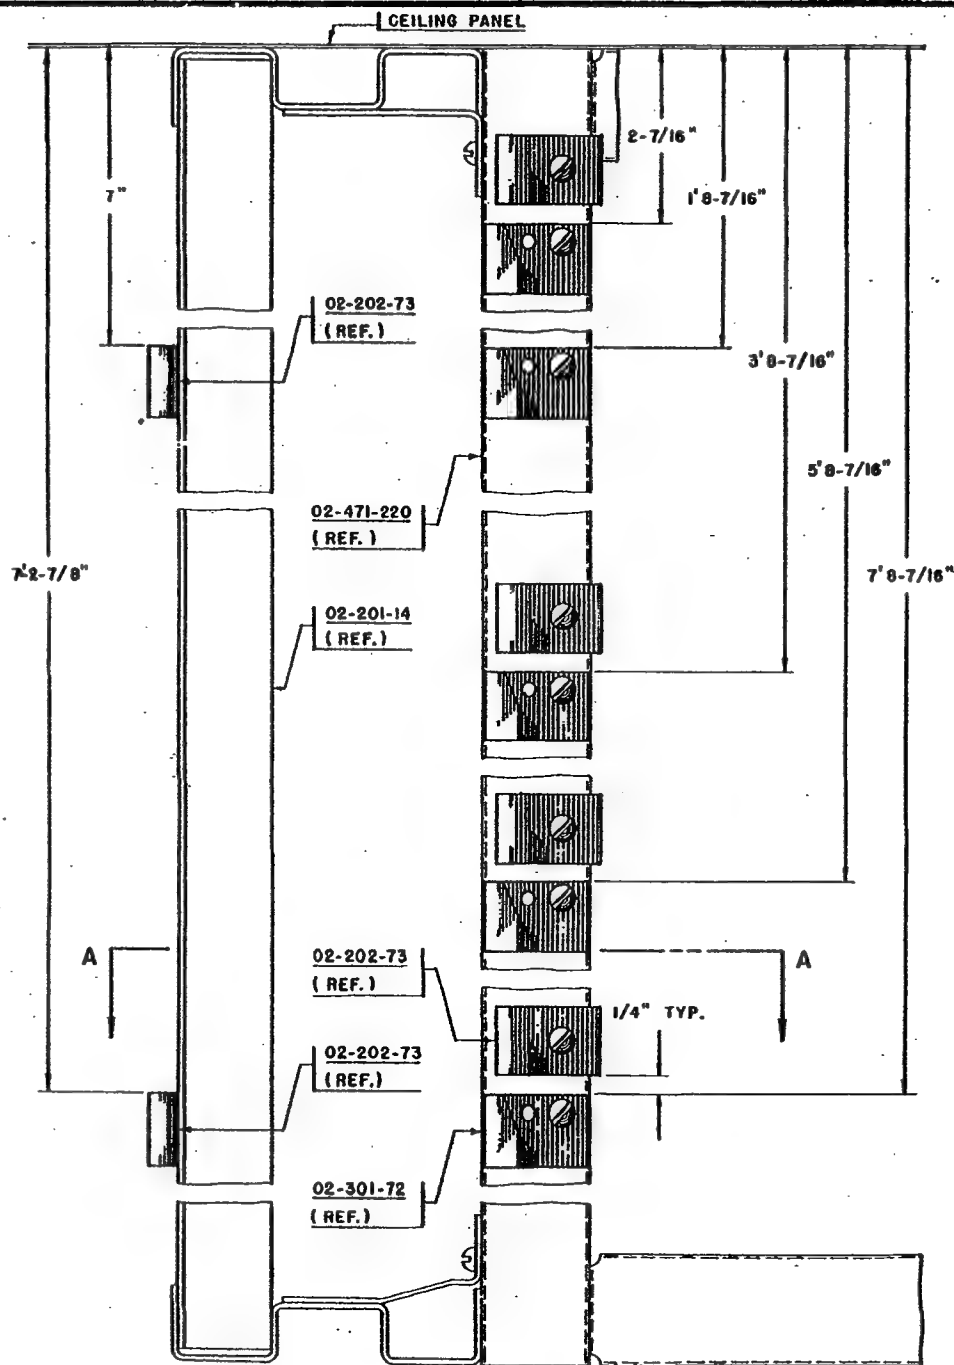 CEILING PANEL
2-7/16"
7"
1'8-7/16"
02-202-73
(REF.)
3'8-7/16"
5'8-7/16"
02-471-220
(REF.)
7'2-7/8"
7'8-7/16"
02-201-14
(REF.)
A
A
02-202-73
(REF.)
1/4" TYP.
02-202-73
(REF.)
02-301-72
(REF.)